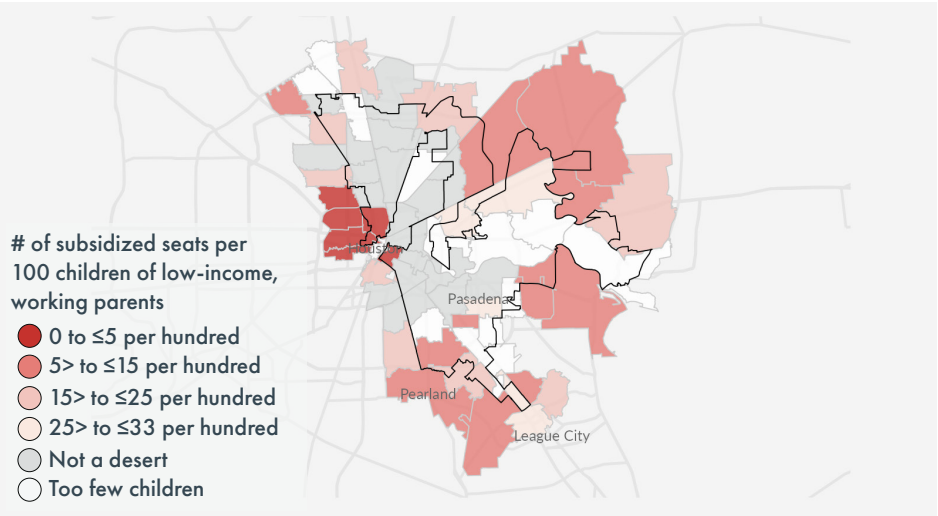 # of subsidized seats per
100 children of low-income,
working parents
0 to ≤5 per hundred
5> to ≤15 per hundred
15> to ≤25 per hundred
25> to ≤33 per hundred
Not a desert
Too few children
Houston
Pasadena
Pearland
League City